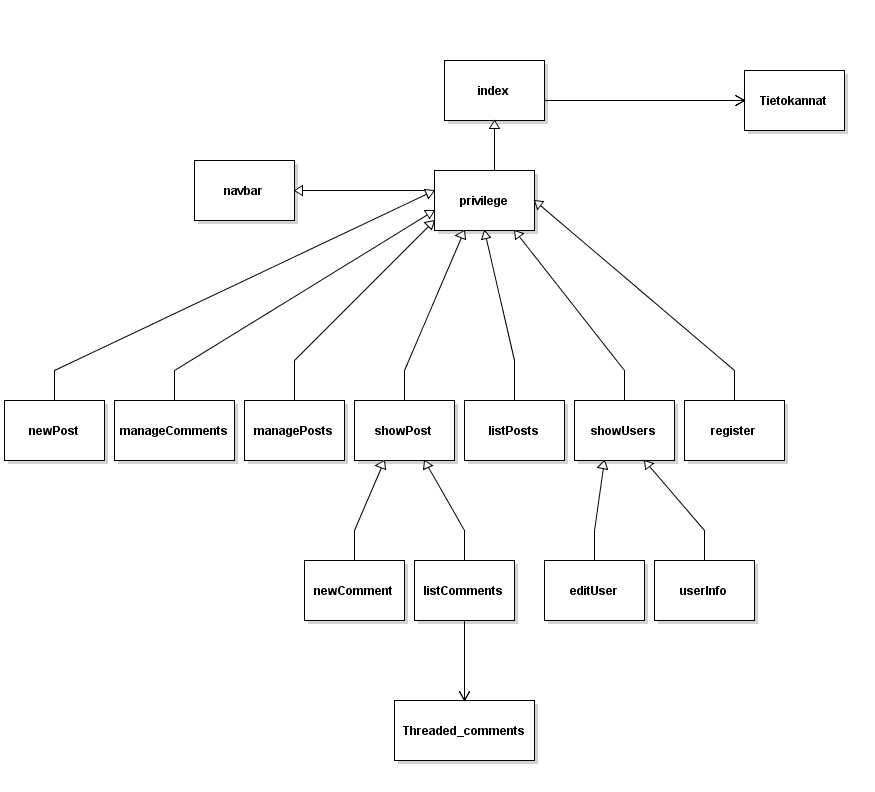 index
Tietokannat
navbar
privilege
newPost
manageComments
managePosts
showPost
listPosts
showUsers
register
newComment
listComments
editUser
userInfo
Threaded_comments